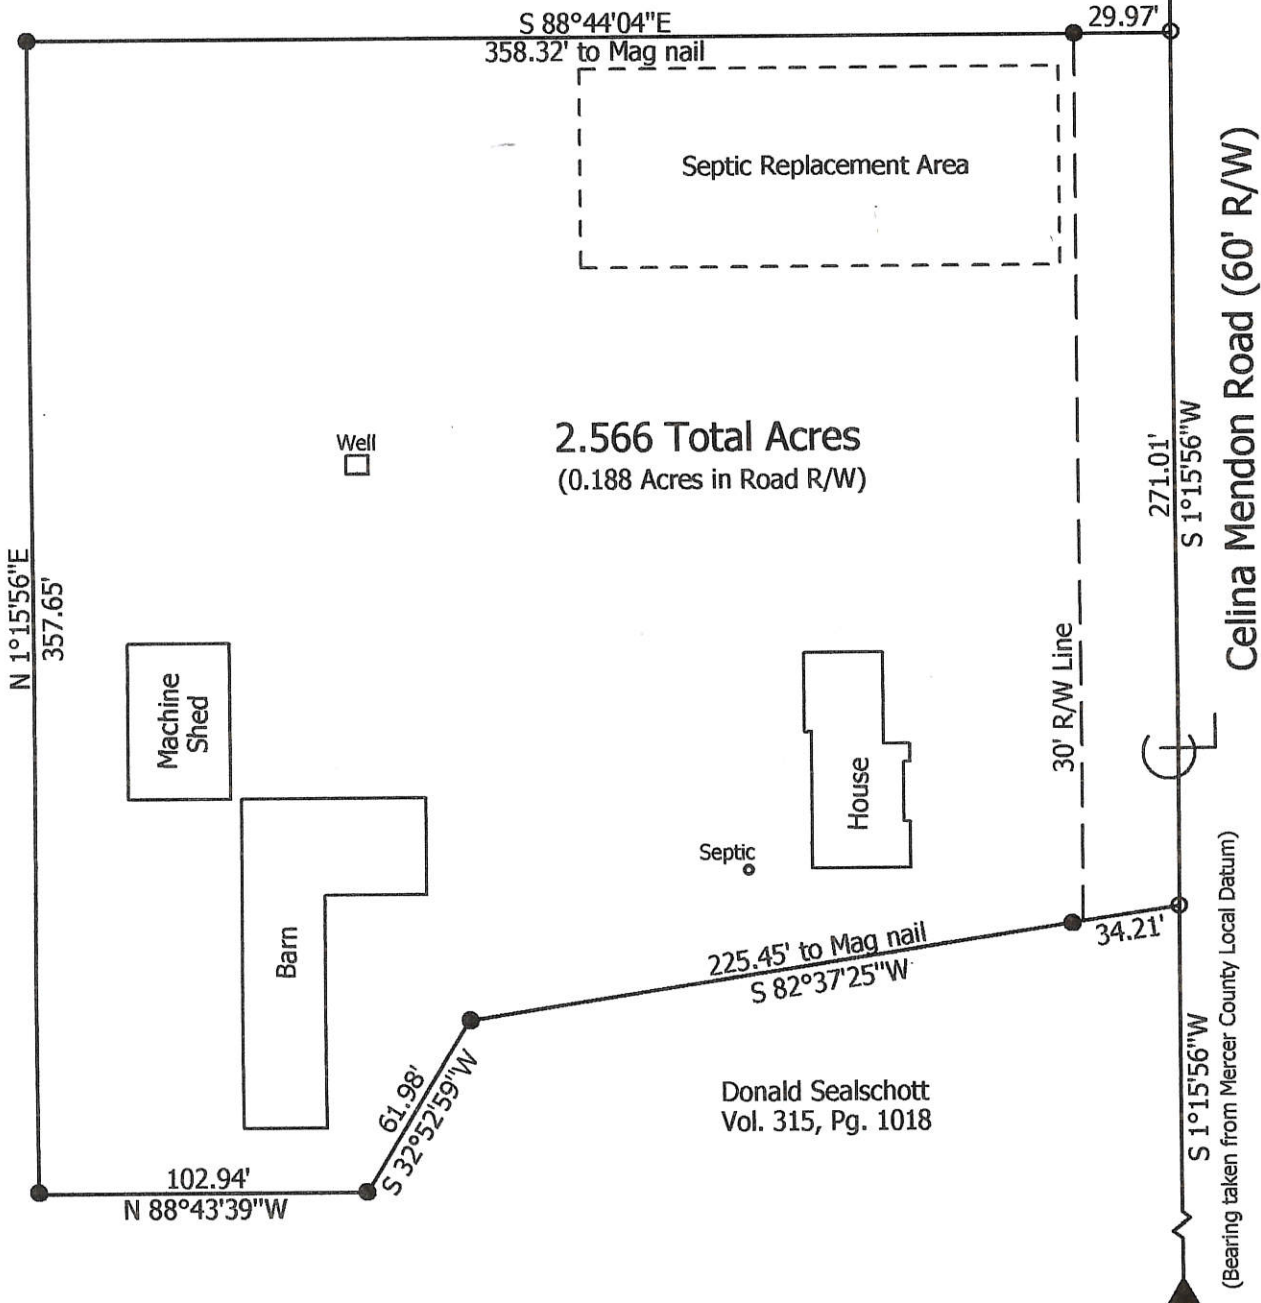 S 88°44'04"E
29.97'
358.32' to Mag nail
Septic Replacement Area
Celina Mendon Road (60' R/W)
2.566 Total Acres
(0.188 Acres in Road R/W)
Well
271.01'
S 1°15'56"W
N 1°15'56"E
357.65'
Machine
Shed
30' R/W Line
House
Septic
Barn
225.45' to Mag nail
S 82°37'25"W
34.21'
61.98'
S 32°52'59"W
Donald Sealschott
Vol. 315, Pg. 1018
S 1°15'56"W
(Bearing taken from Mercer County Local Datum)
102.94'
N 88°43'39"W